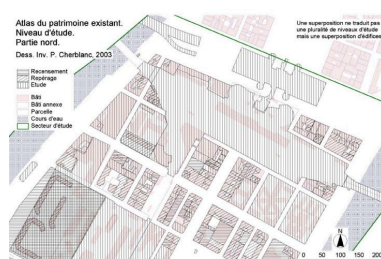 Atlas du patrimoine existant.
Niveau d'étude.
Partie nord.
Dess. Inv. P. Cherblanc, 2003
Une superposition ne traduit pas
une pluralité de niveaux d'étude
mais une superposition d'édifices
Recensement
Repérage
Etude
Bâti
Bâti annexe
Parcelle
Cours d'eau
Secteur d'étude
N
0 50 100 150 200